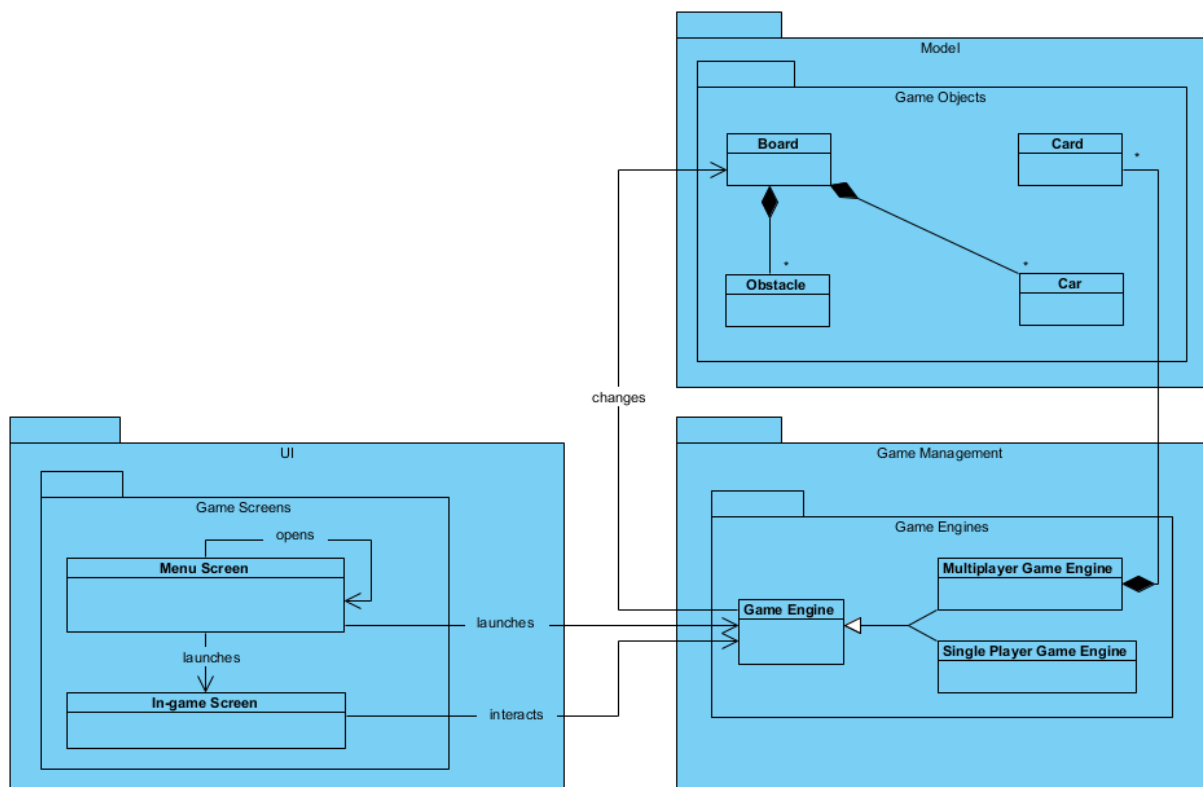 Model
Game Objects
Board
Card
*
*
*
Obstacle
Car
changes
UI
Game Screens
opens
Menu Screen
launches
launches
In-game Screen
interacts
Game Management
Game Engines
Multiplayer Game Engine
Game Engine
Single Player Game Engine